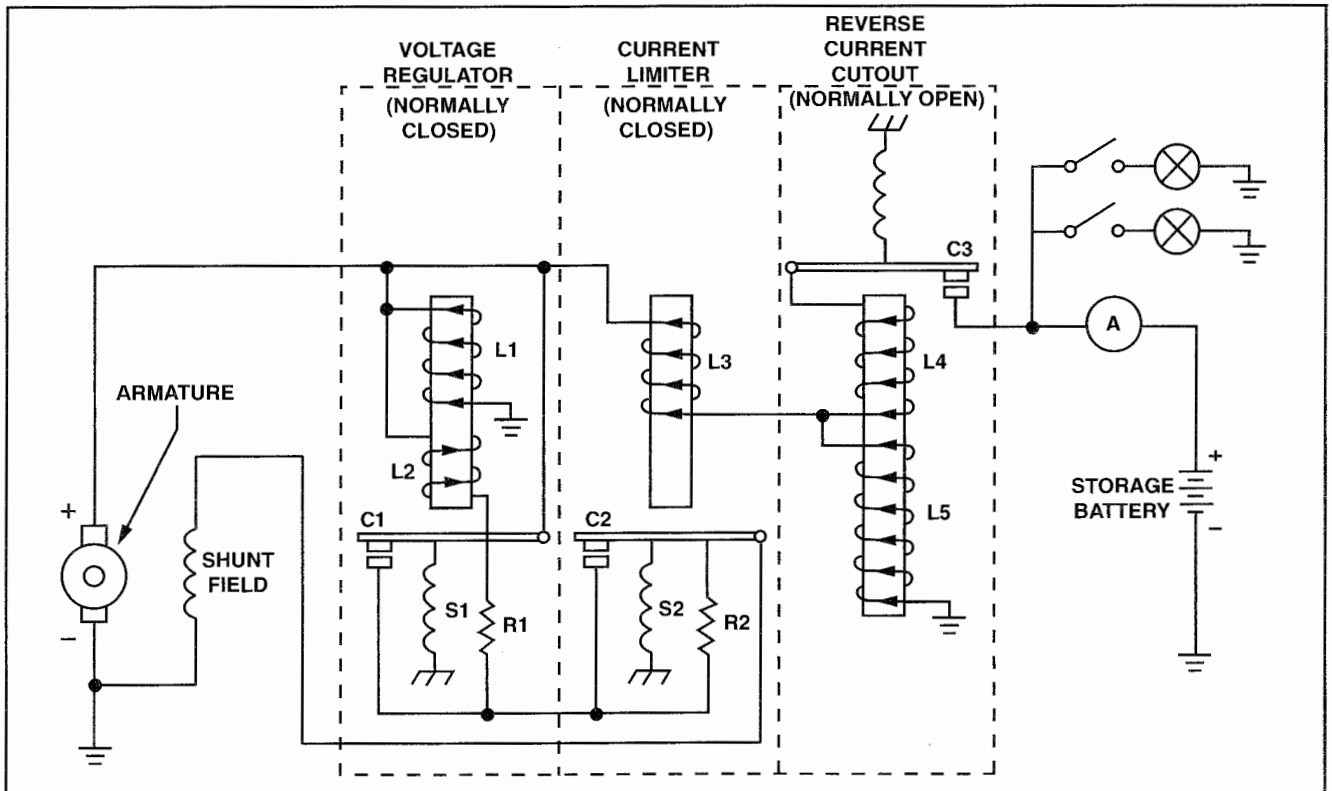 VOLTAGE
REGULATOR
(NORMALLY
CLOSED)
CURRENT
LIMITER
(NORMALLY
CLOSED)
REVERSE
CURRENT
CUTOUT
(NORMALLY OPEN)
C3
L1
L3
L4
A
ARMATURE
L2
+
STORAGE
BATTERY
−
+
C1
C2
L5
SHUNT
FIELD
S1
R1
S2
R2
−